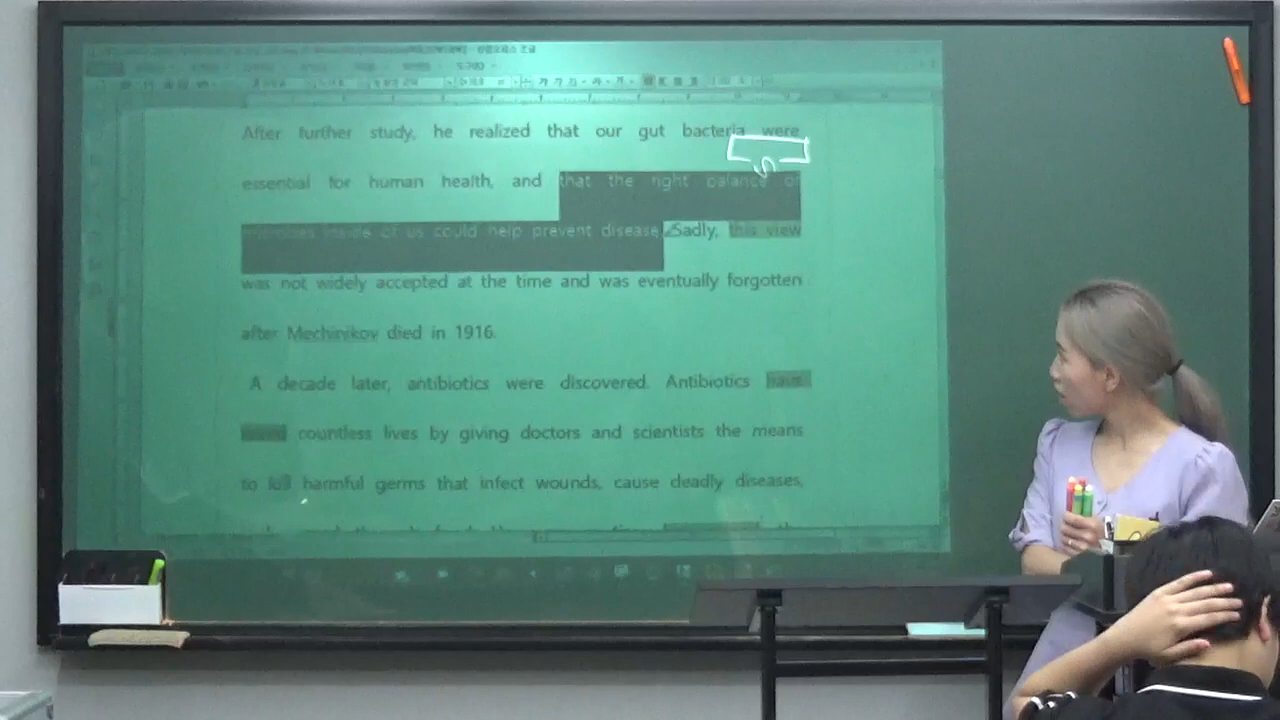 After further study, he realized that our gut bacteria were
essential for human health, and that the right balance of
microbes inside of us could help prevent disease. Sadly, this view
was not widely accepted at the time and was eventually forgotten
after Mechinikov died in 1916.
A decade later, antibiotics were discovered. Antibiotics have
countless lives by giving doctors and scientists the means
to kill harmful germs that infect wounds, cause deadly diseases,